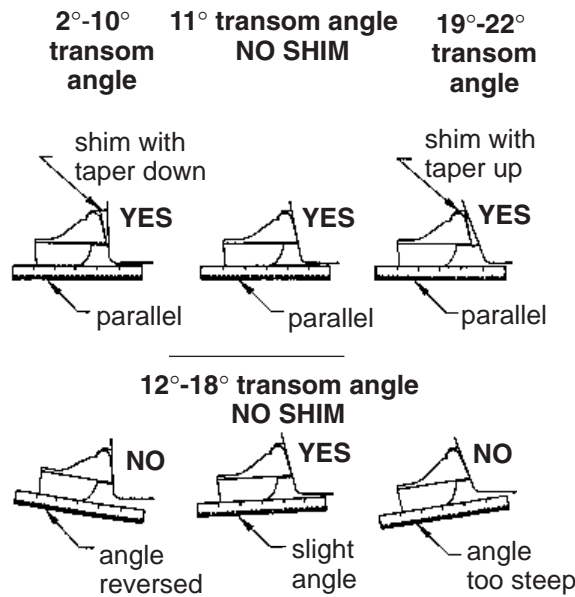 2°-10°
transom
angle
11° transom angle
NO SHIM
19°-22°
transom
angle
shim with
taper down
YES
parallel
YES
parallel
shim with
taper up
YES
parallel
12°-18° transom angle
NO SHIM
NO
angle
reversed
YES
slight
angle
NO
angle
too steep